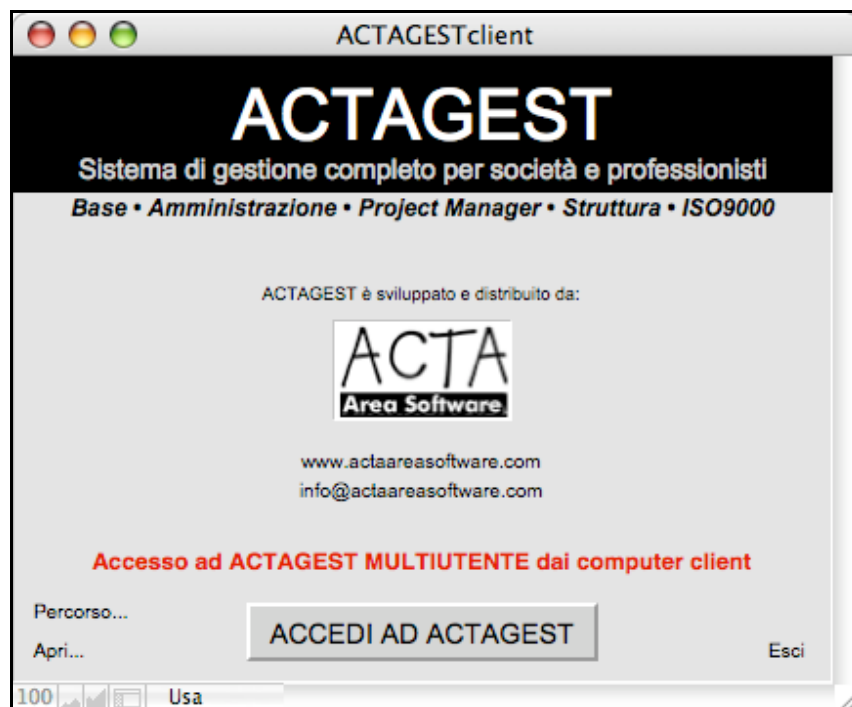 ACTAGESTclient
ACTAGEST
Sistema di gestione completo per società e professionisti
Base • Amministrazione • Project Manager • Struttura • ISO9000
ACTAGEST è sviluppato e distribuito da:
ACTA
Area Software
www.actaareasoftware.com
info@actaareasoftware.com
Accesso ad ACTAGEST MULTIUTENTE dai computer client
Percorso...
ACCEDI AD ACTAGEST
Apri...
Esci
100
Usa